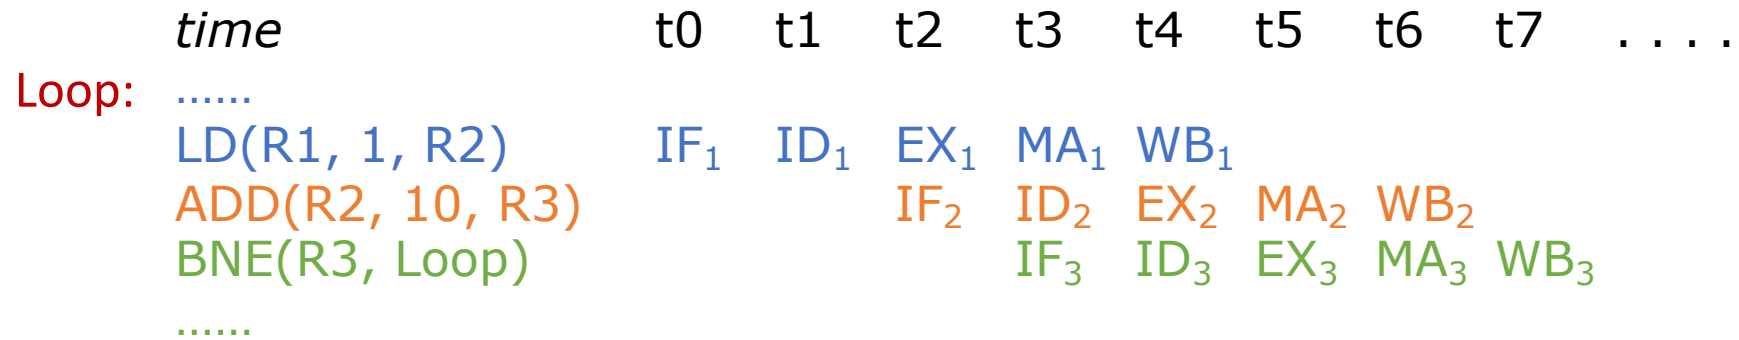 time t0 t1 t2 t3 t4 t5 t6 t7 . . . .
Loop: ......
LD(R1, 1, R2) IF₁ ID₁ EX₁ MA₁ WB₁
ADD(R2, 10, R3) IF₂ ID₂ EX₂ MA₂ WB₂
BNE(R3, Loop) IF₃ ID₃ EX₃ MA₃ WB₃
......